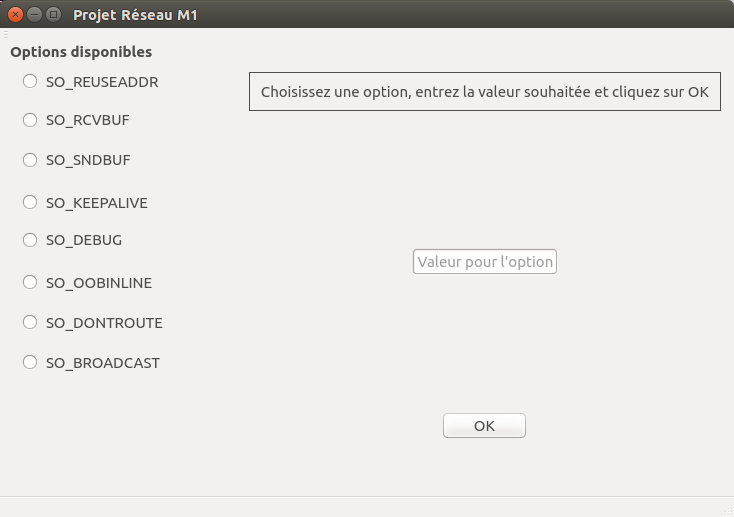 Projet Réseau M1
Options disponibles
SO_REUSEADDR
Choisissez une option, entrez la valeur souhaitée et cliquez sur OK
SO_RCVBUF
SO_SNDBUF
SO_KEEPALIVE
SO_DEBUG
Valeur pour l'option
SO_OOBINLINE
SO_DONTROUTE
SO_BROADCAST
OK